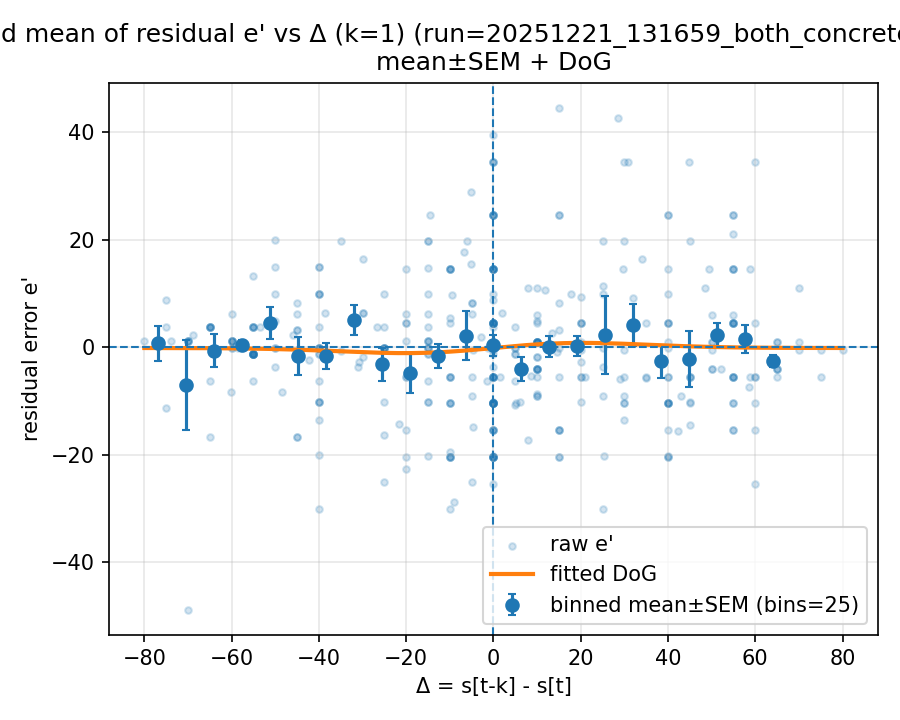 d mean of residual e' vs Δ (k=1) (run=20251221_131659_both_concrete
mean±SEM + DoG
residual error e'
40
20
0
−20
−40
raw e'
fitted DoG
binned mean±SEM (bins=25)
−80
−60
−40
−20
0
20
40
60
80
Δ = s[t-k] - s[t]